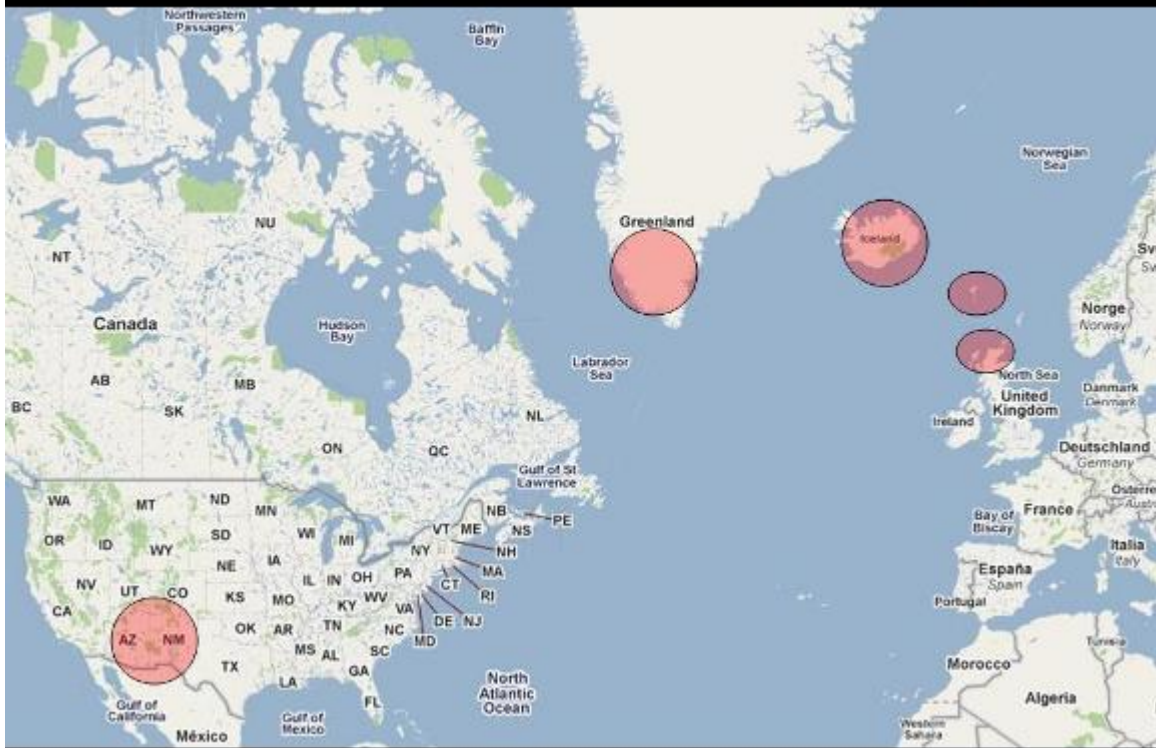 Northwestern
Passages
Baffin
Bay
Norwegian
Sea
Greenland
Iceland
NU
NT
Sv
Sv
Norge
Norway
Canada
Hudson
Bay
Labrador
Sea
North Sea
AB
MB
SK
BC
United
Kingdom
Danmark
Denmark
Ireland
NL
ON
QC
Deutschland
Germany
Gulf of St
Lawrence
WA
MT
ND
MN
NB
PE
NS
Österre
Austr
OR
ID
SD
WI
MI
VT
ME
NH
France
Bay of
Biscay
WY
NY
Italia
Italy
NE
IA
IL
IN
OH
PA
MA
CT
RI
España
Spain
NV
UT
CO
KS
MO
KY
WV
VA
DE
NJ
MD
Portugal
CA
AZ
NM
OK
AR
TN
NC
SC
Tunisia
MS
AL
GA
TX
LA
FL
Morocco
Algeria
North
Atlantic
Ocean
Gulf of
California
Gulf of
Mexico
México
Western
Sahara